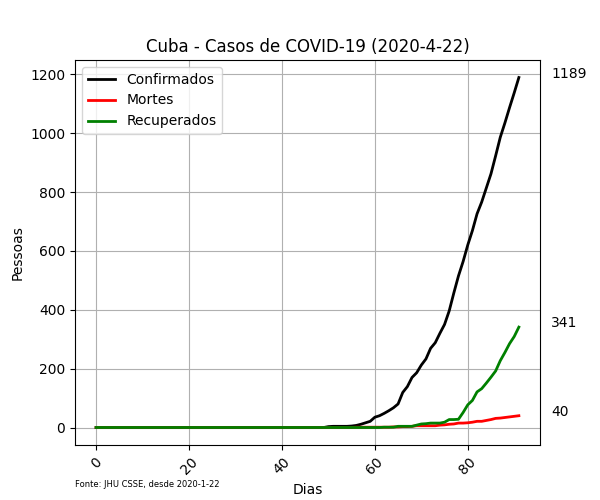 Cuba - Casos de COVID-19 (2020-4-22)
Confirmados
Mortes
Recuperados
1200
1000
800
600
400
200
0
Pessoas
1189
341
40
0
20
40
60
80
Dias
Fonte: JHU CSSE, desde 2020-1-22